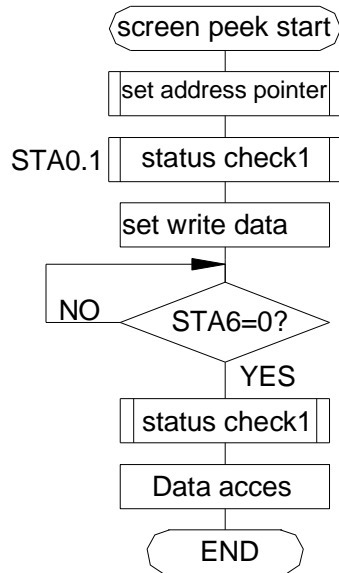 screen peek start
set address pointer
STA0.1
status check1
set write data
NO
STA6=0?
YES
status check1
Data acces
END